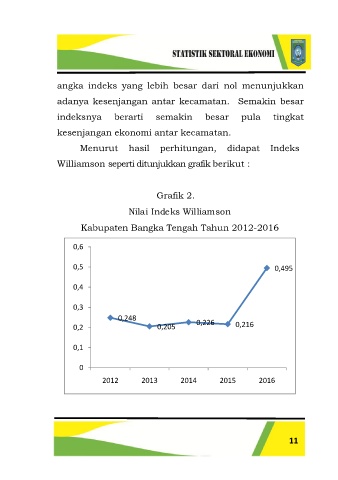 STATISTIK SEKTORAL EKONOMI
angka indeks yang lebih besar dari nol menunjukkan
adanya kesenjangan antar kecamatan. Semakin besar
indeksnya berarti semakin besar pula tingkat
kesenjangan ekonomi antar kecamatan.
Menurut hasil perhitungan, didapat Indeks
Williamson seperti ditunjukkan grafik berikut :
Grafik 2.
Nilai Indeks Williamson
Kabupaten Bangka Tengah Tahun 2012-2016
0,6
0,5
0,4
0,3
0,2
0,1
0
0,248
0,205
0,226
0,216
0,495
2012 2013 2014 2015 2016
11